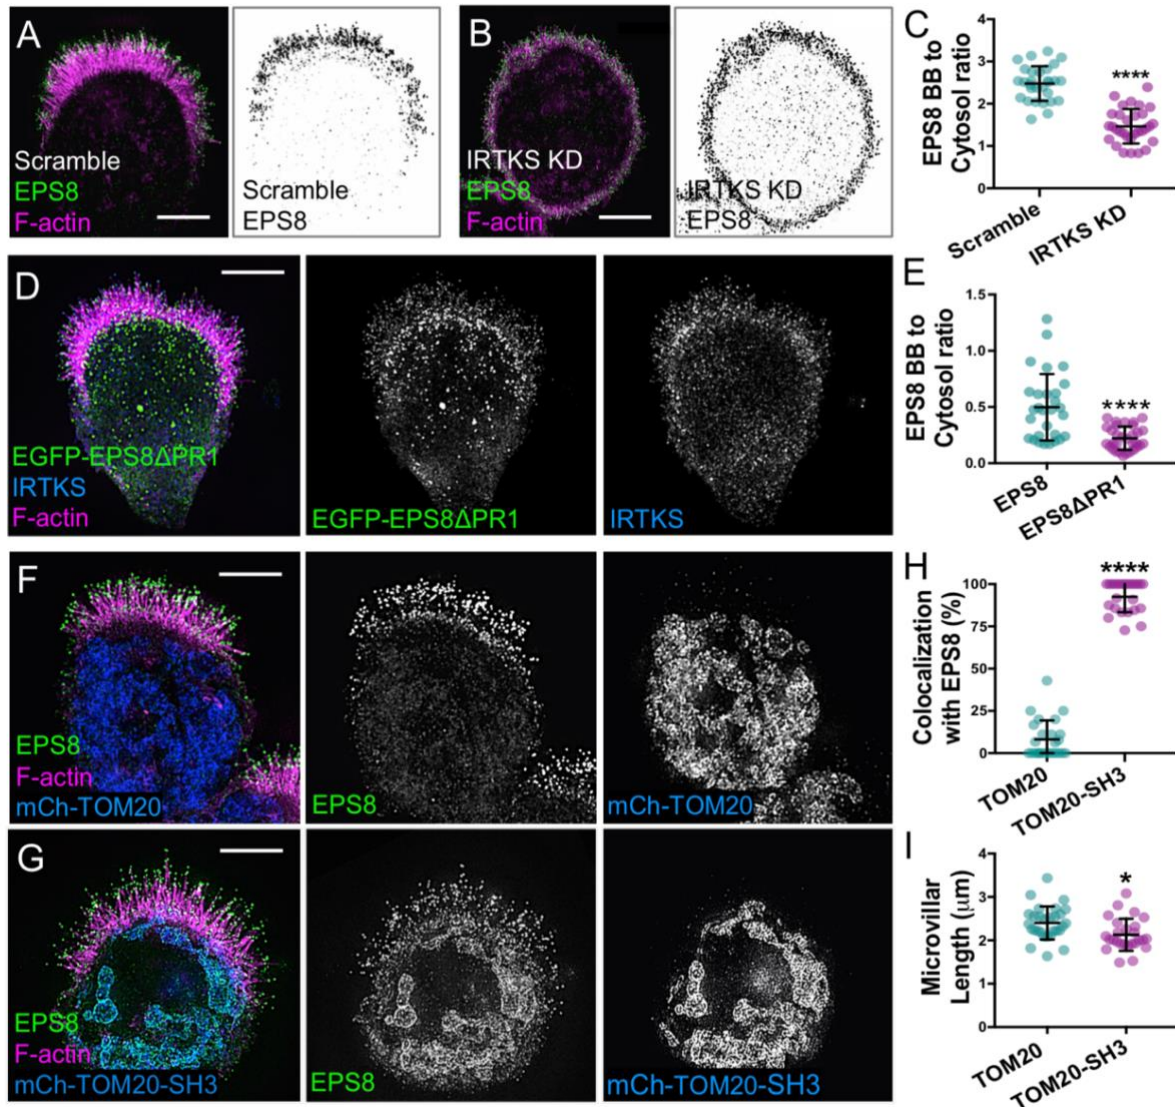 A
Scramble
EPS8
F-actin
Scramble
EPS8
B
IRTKS KD
EPS8
F-actin
IRTKS KD
EPS8
C
EPS8 BB to
Cytosol ratio
4
3
2
1
0
****
Scramble
IRTKS KD
D
EGFP-EPS8ΔPR1
IRTKS
F-actin
EGFP-EPS8ΔPR1
IRTKS
E
EPS8 BB to
Cytosol ratio
1.5
1.0
0.5
0.0
****
EPS8
EPS8ΔPR1
F
EPS8
F-actin
mCh-TOM20
EPS8
mCh-TOM20
H
Colocalization
with EPS8 (%)
100
75
50
25
0
****
TOM20
TOM20-SH3
G
EPS8
F-actin
mCh-TOM20-SH3
EPS8
mCh-TOM20-SH3
I
Microvillar
Length (μm)
4
3
2
1
0
*
TOM20
TOM20-SH3